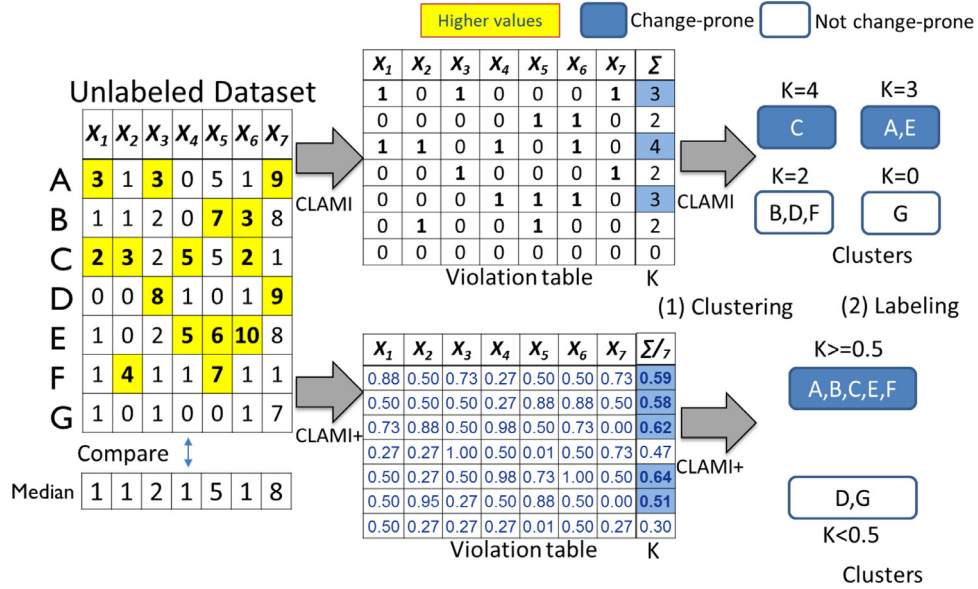 Higher values
Change-prone
Not change-prone
Unlabeled Dataset
X1 X2 X3 X4 X5 X6 X7
A 3 1 3 0 5 1 9
B 1 1 2 0 7 3 8
C 2 3 2 5 5 2 1
D 0 0 8 1 0 1 9
E 1 0 2 5 6 10 8
F 1 4 1 1 7 1 1
G 1 0 1 0 0 1 7
Compare
Median 1 1 2 1 5 1 8
CLAMI
X1 X2 X3 X4 X5 X6 X7 Σ
1 0 1 0 0 0 1 3
0 0 0 0 1 1 0 2
1 1 0 1 0 1 0 4
0 0 1 0 0 0 1 2
0 0 0 1 1 1 0 3
0 1 0 0 1 0 0 2
0 0 0 0 0 0 0 0
Violation table K
CLAMI
K=4 K=3
C A,E
K=2 K=0
B,D,F G
Clusters
(1) Clustering (2) Labeling
CLAMI+
X1 X2 X3 X4 X5 X6 X7 Σ/7
0.88 0.50 0.73 0.27 0.50 0.50 0.73 0.59
0.50 0.50 0.50 0.27 0.88 0.88 0.50 0.58
0.73 0.88 0.50 0.98 0.50 0.73 0.00 0.62
0.27 0.27 1.00 0.50 0.01 0.50 0.73 0.47
0.50 0.27 0.50 0.98 0.73 1.00 0.50 0.64
0.50 0.95 0.27 0.50 0.88 0.50 0.00 0.51
0.50 0.27 0.27 0.27 0.01 0.50 0.27 0.30
Violation table K
CLAMI+
K>=0.5
A,B,C,E,F
D,G
K<0.5
Clusters